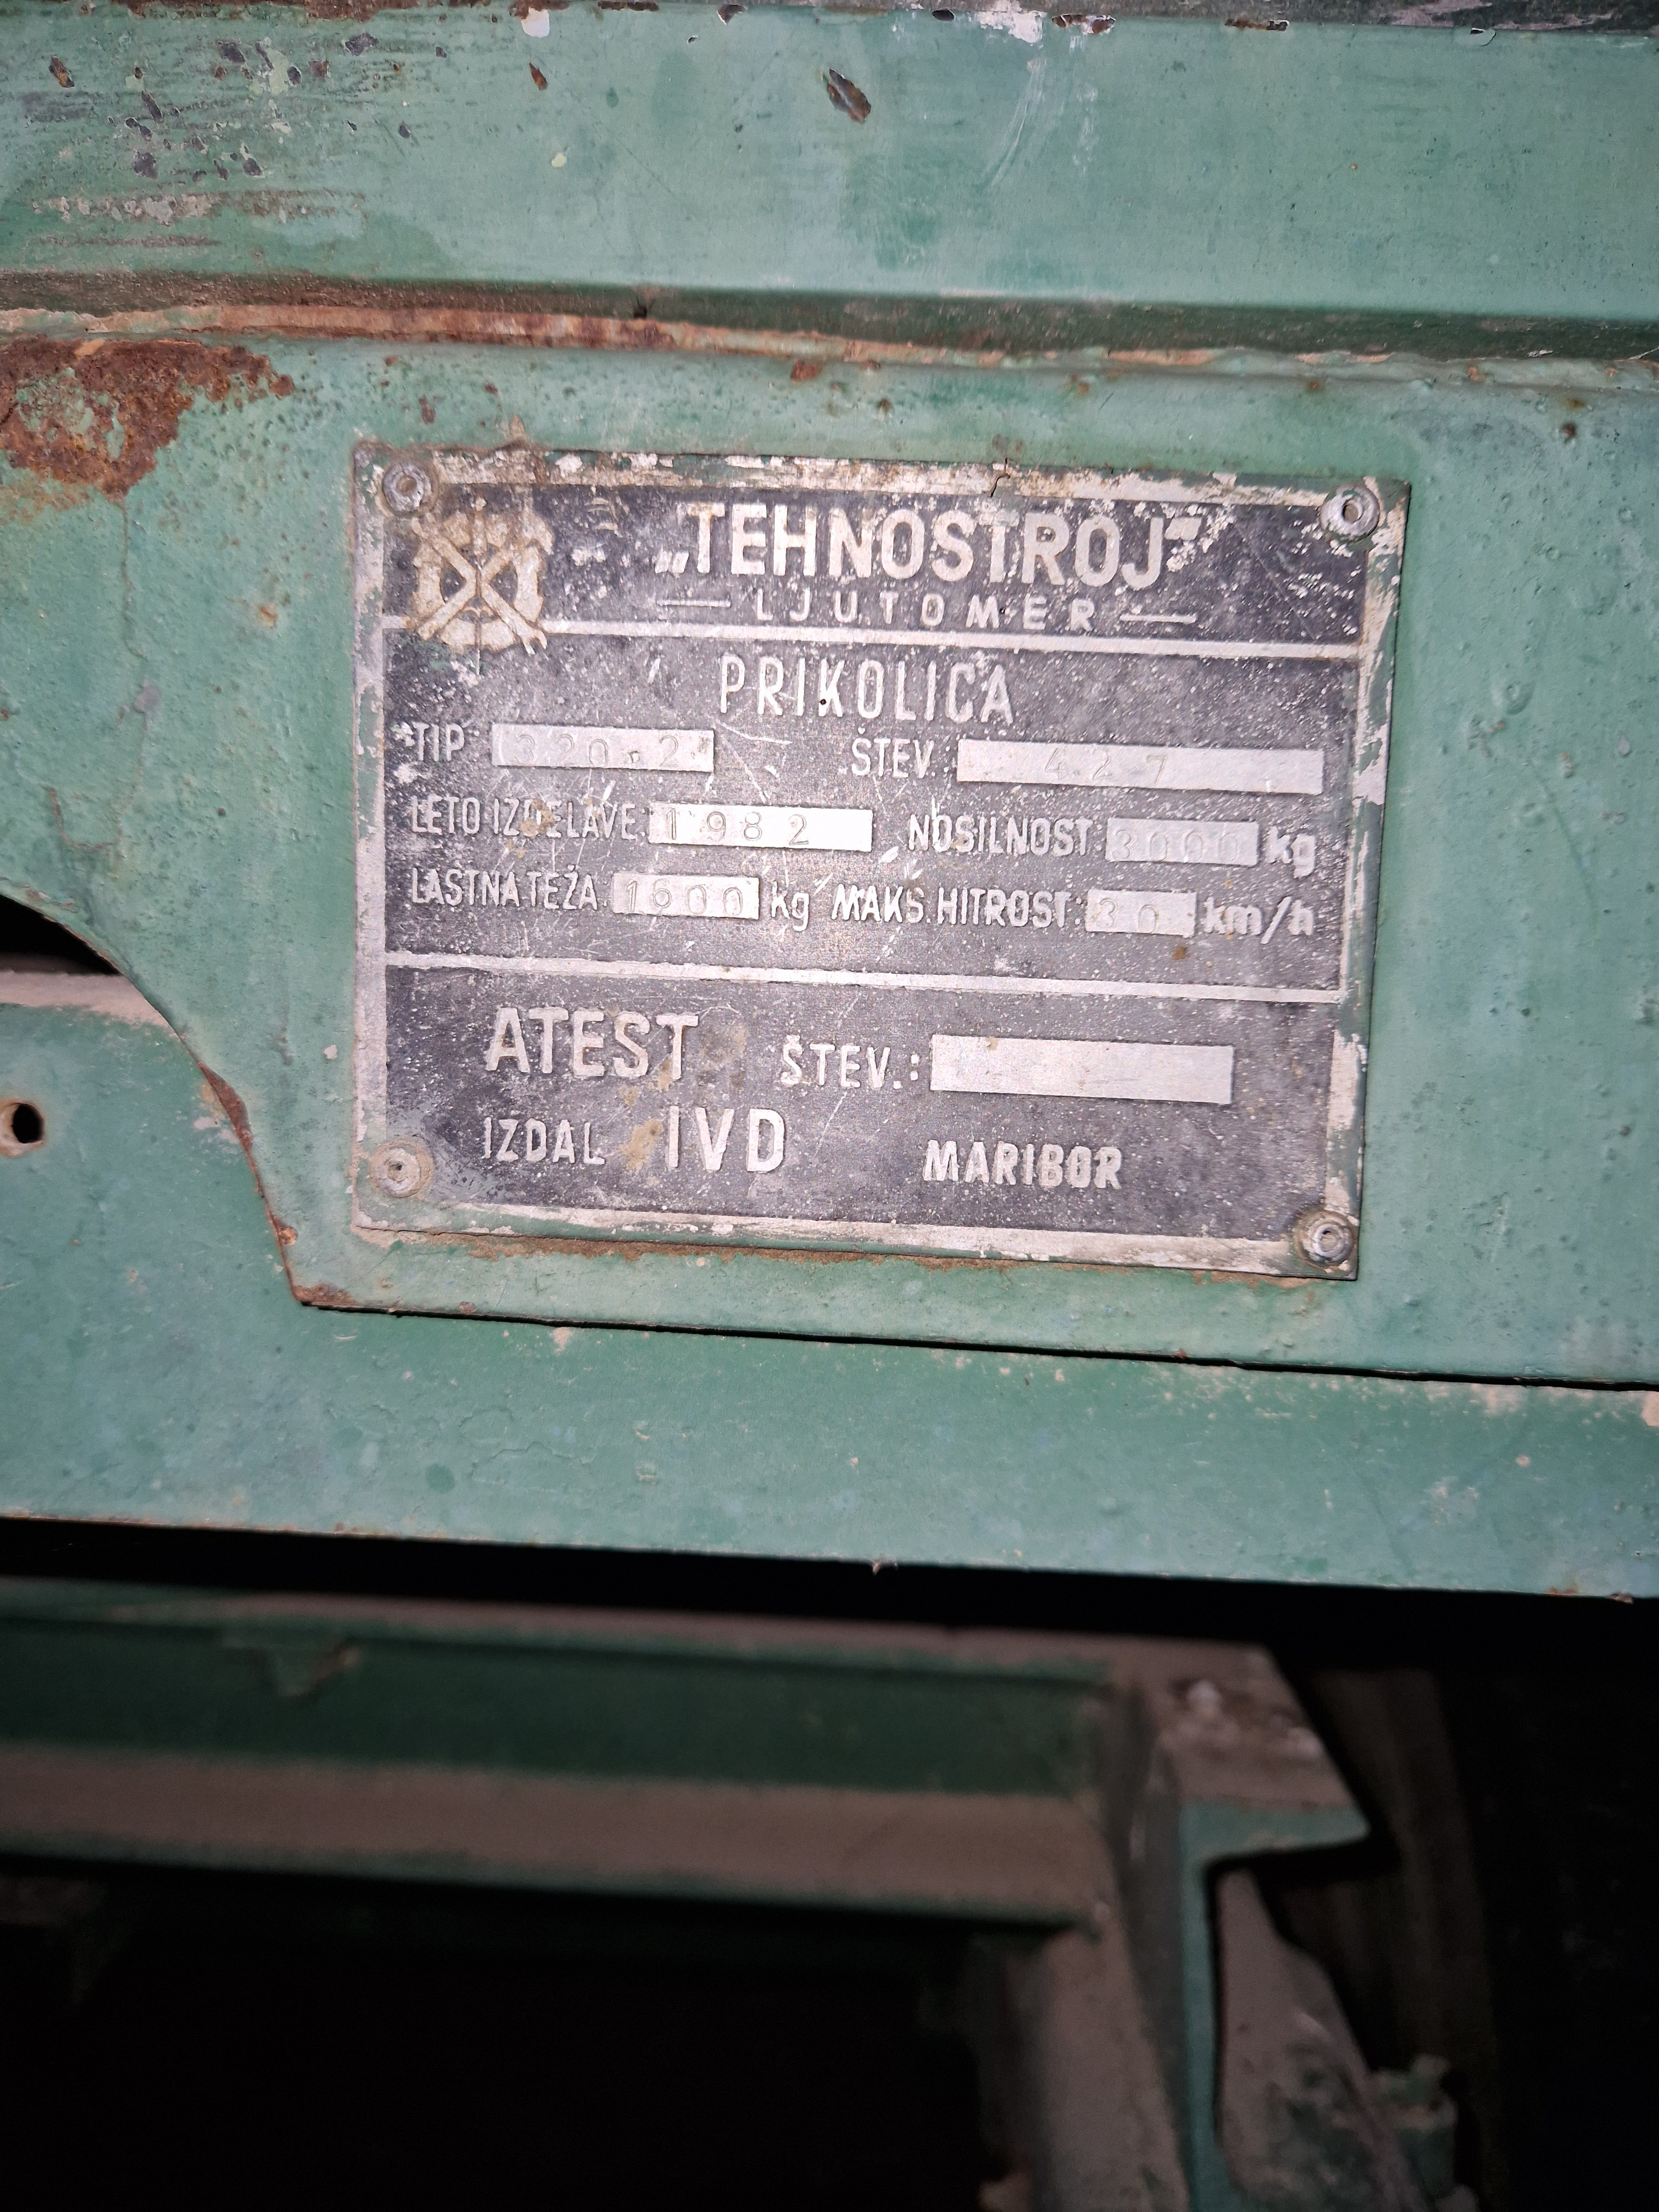 „TEHNOSTROJ"
LJUTOMER
PRIKOLICA
TIP 320.2 ŠTEV.: 427
LETO IZDELAVE: 1982 NOSILNOST: 3000 kg
LASTNA TEŽA: 1600 kg MAKS. HITROST: 30 km/h
ATEST ŠTEV.:
IZDAL IVD MARIBOR